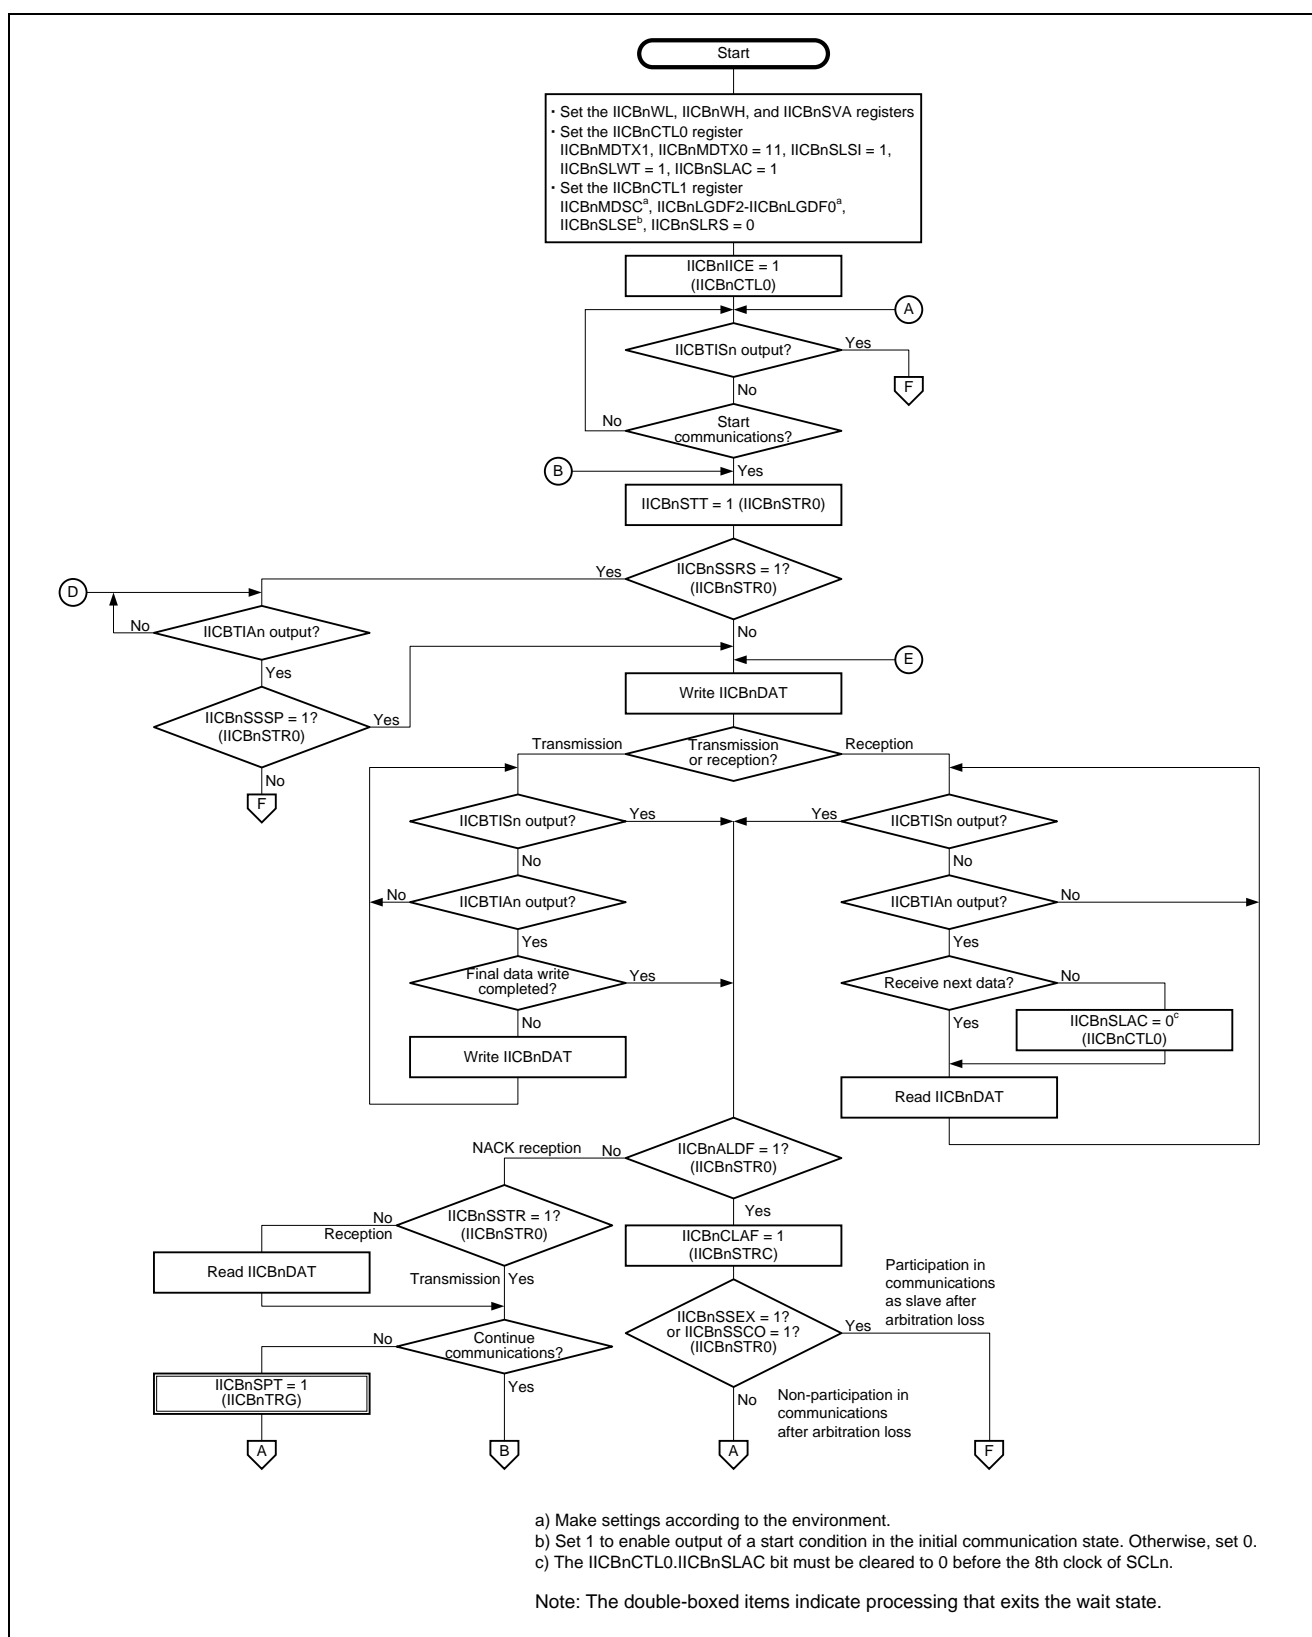 Start
・Set the IICBnWL, IICBnWH, and IICBnSVA registers
・Set the IICBnCTL0 register
IICBnMDTX1, IICBnMDTX0 = 11, IICBnSLSI = 1,
IICBnSLWT = 1, IICBnSLAC = 1
・Set the IICBnCTL1 register
IICBnMDSCa, IICBnLGDF2-IICBnLGDF0a,
IICBnSLSEb, IICBnSLRS = 0
IICBnIICE = 1
(IICBnCTL0)
A
IICBTISn output?
Yes
F
No
Start
communications?
No
Yes
B
IICBnSTT = 1 (IICBnSTR0)
IICBnSSRS = 1?
(IICBnSTR0)
Yes
No
D
IICBTIAn output?
No
Yes
IICBnSSSP = 1?
(IICBnSTR0)
Yes
No
F
E
Write IICBnDAT
Transmission
or reception?
Transmission
Reception
IICBTISn output?
Yes
No
IICBTIAn output?
No
Yes
Final data write
completed?
Yes
No
Write IICBnDAT
IICBTISn output?
Yes
No
IICBTIAn output?
No
Yes
Receive next data?
No
Yes
IICBnSLAC = 0c
(IICBnCTL0)
Read IICBnDAT
IICBnALDF = 1?
(IICBnSTR0)
NACK reception
No
Yes
IICBnSSTR = 1?
(IICBnSTR0)
No
Reception
Read IICBnDAT
Transmission
Yes
IICBnCLAF = 1
(IICBnSTRC)
IICBnSSEX = 1?
or IICBnSSCO = 1?
(IICBnSTR0)
Yes
Participation in
communications
as slave after
arbitration loss
No
Non-participation in
communications
after arbitration loss
Continue
communications?
No
Yes
IICBnSPT = 1
(IICBnTRG)
A
B
A
F
a) Make settings according to the environment.
b) Set 1 to enable output of a start condition in the initial communication state. Otherwise, set 0.
c) The IICBnCTL0.IICBnSLAC bit must be cleared to 0 before the 8th clock of SCLn.
Note: The double-boxed items indicate processing that exits the wait state.